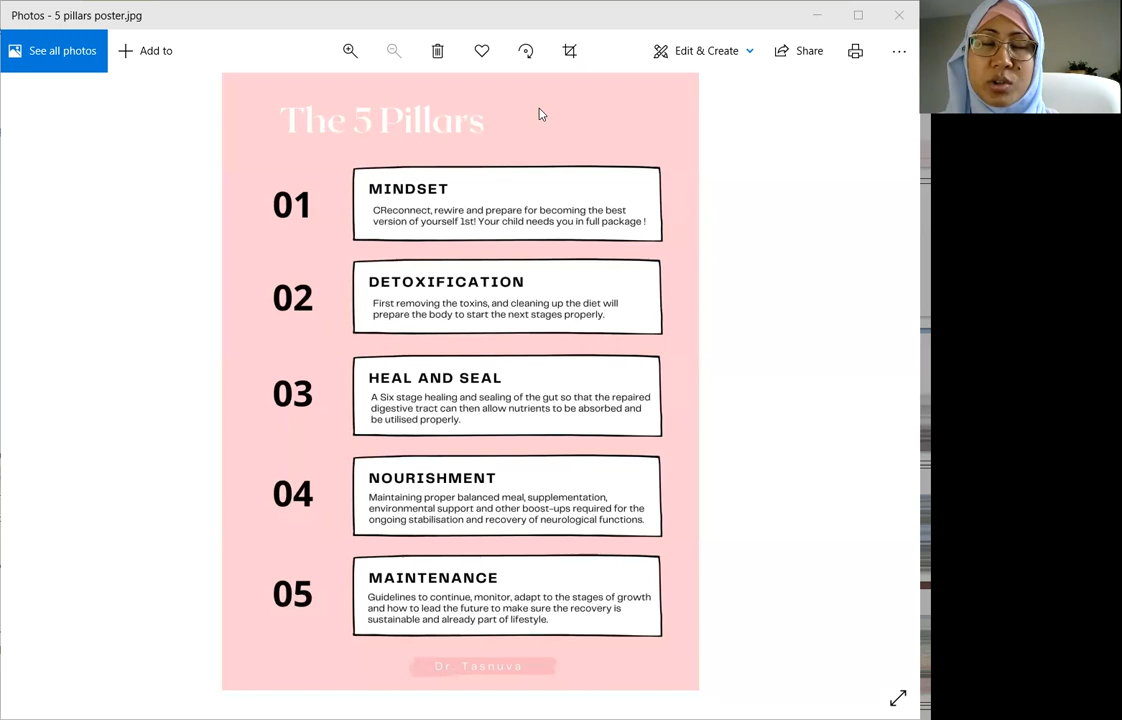 Photos - 5 pillars poster.jpg
See all photos
Add to
Edit & Create
Share
The 5 Pillars
01
MINDSET
CReconnect, rewire and prepare for becoming the best
version of yourself 1st! Your child needs you in full package !
02
DETOXIFICATION
First removing the toxins, and cleaning up the diet will
prepare the body to start the next stages properly.
03
HEAL AND SEAL
A Six stage healing and sealing of the gut so that the repaired
digestive tract can then allow nutrients to be absorbed and
be utilised properly.
04
NOURISHMENT
Maintaining proper balanced meal, supplementation,
environmental support and other boost-ups required for the
ongoing stabilisation and recovery of neurological functions.
05
MAINTENANCE
Guidelines to continue, monitor, adapt to the stages of growth
and how to lead the future to make sure the recovery is
sustainable and already part of lifestyle.
Dr. Tasnuva